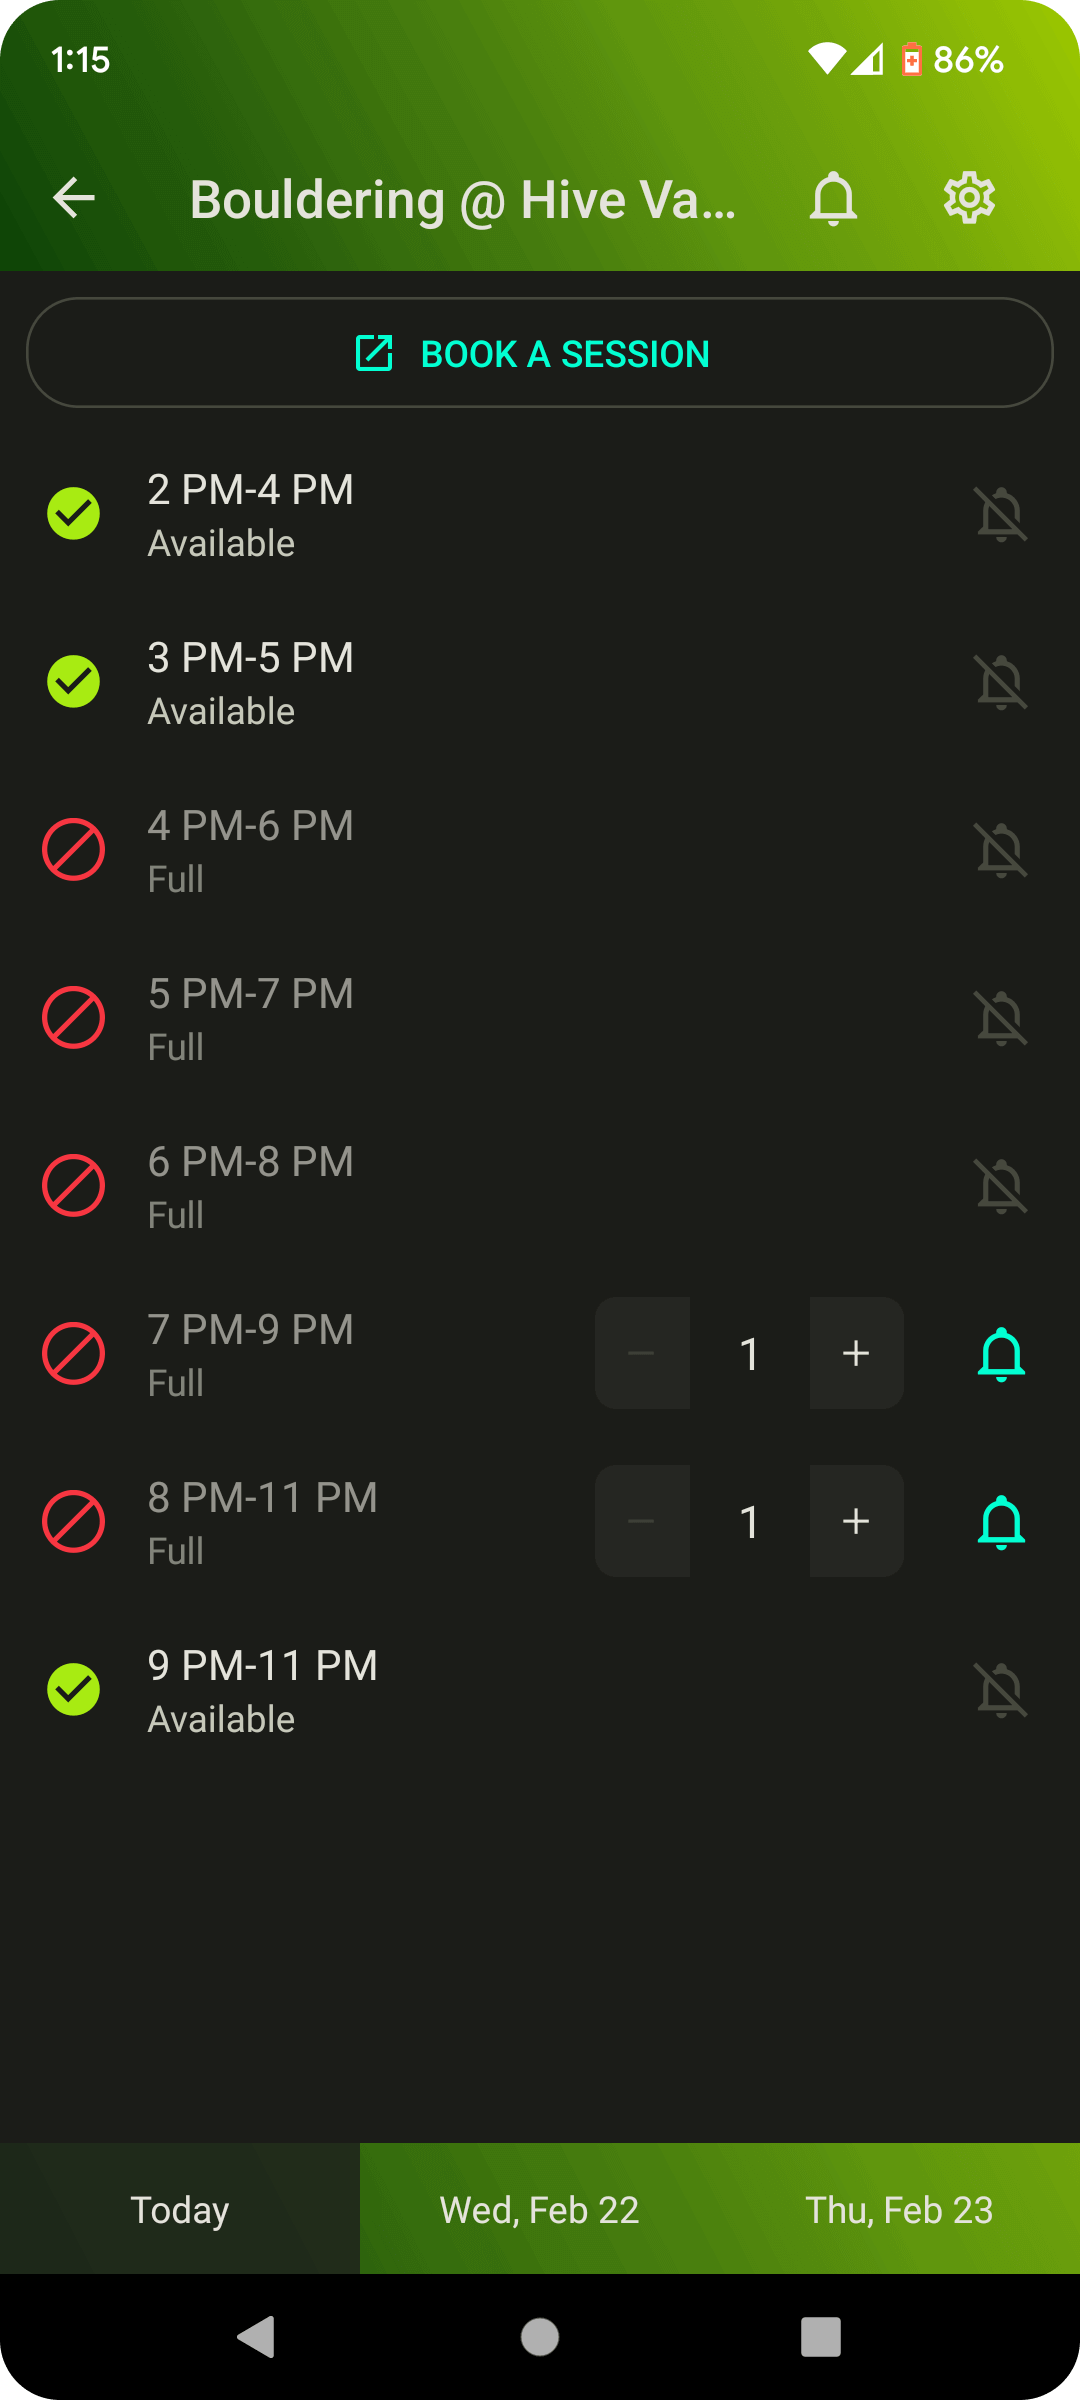 1:15
86%
Bouldering @ Hive Va...
BOOK A SESSION
2 PM-4 PM
Available
3 PM-5 PM
Available
4 PM-6 PM
Full
5 PM-7 PM
Full
6 PM-8 PM
Full
7 PM-9 PM
Full
− 1 +
8 PM-11 PM
Full
− 1 +
9 PM-11 PM
Available
Today
Wed, Feb 22
Thu, Feb 23